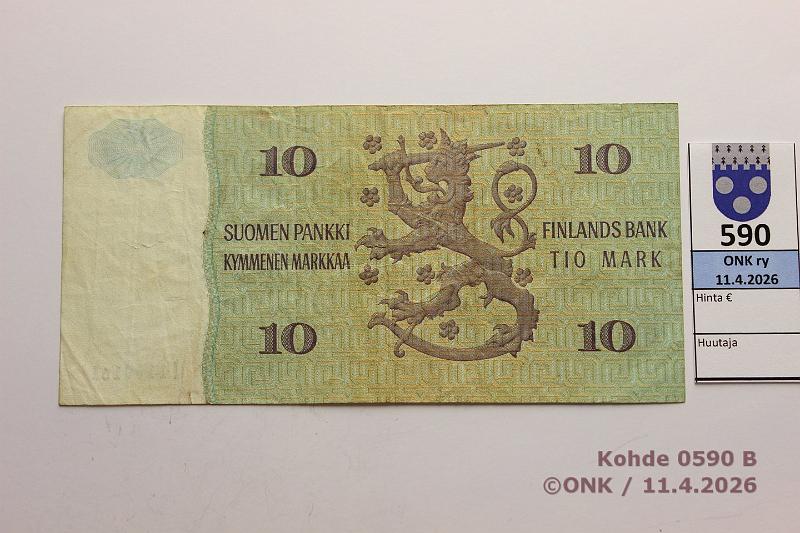 10
10
SUOMEN PANKKI
KYMMENEN MARKKAA
FINLANDS BANK
TIO MARK
10
10
590
ONK ry
11.4.2026
Hinta €
Huutaja
Kohde 0590 B
©ONK / 11.4.2026